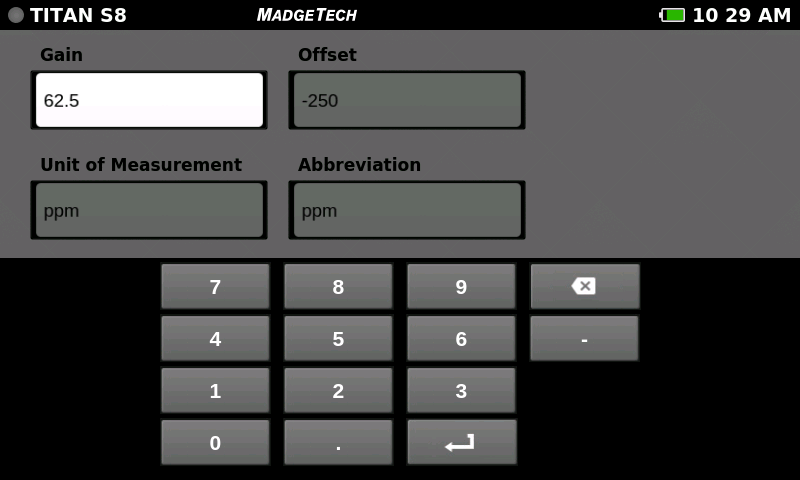 TITAN S8 MADGETECH 10 29 AM
Gain Offset
62.5 -250
Unit of Measurement Abbreviation
ppm ppm
7 8 9
4 5 6 -
1 2 3
0 .